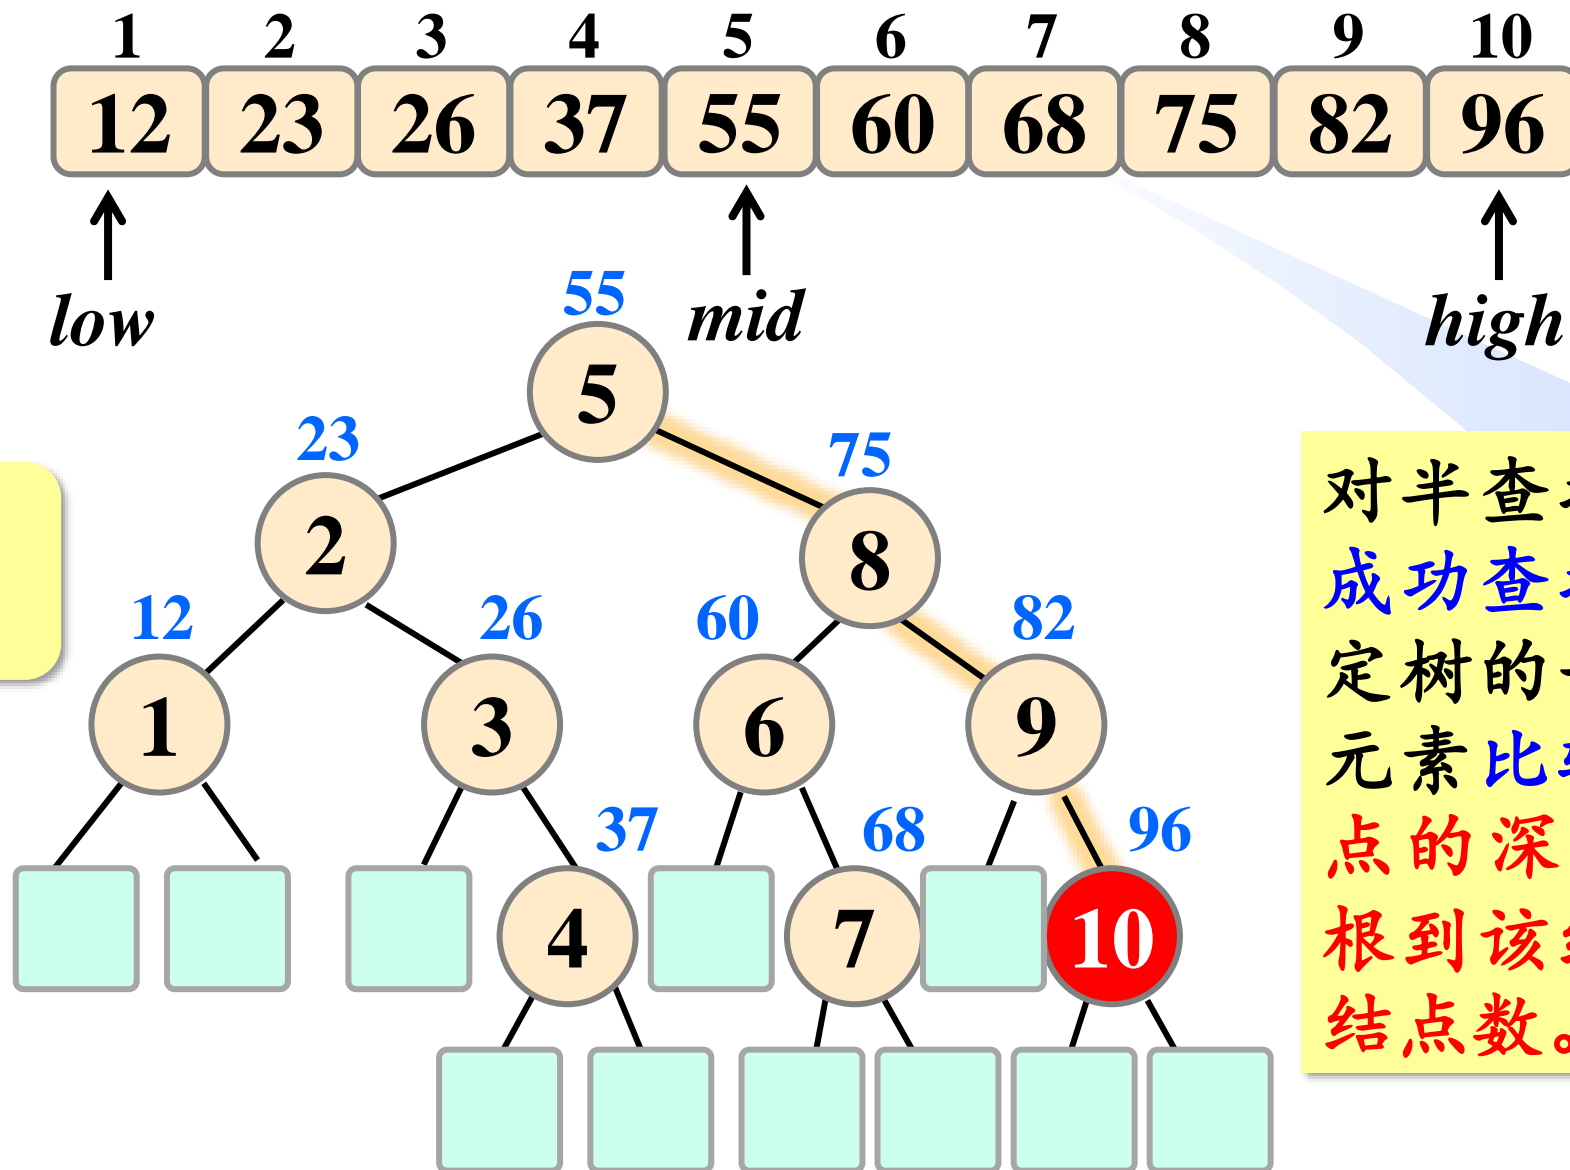 1 2 3 4 5 6 7 8 9 10
12 23 26 37 55 60 68 75 82 96
low mid high
55
5
23 75
2 8
12 26 60 82
1 3 6 9
37 68 96
4 7 10
对半查
成功查
定树的
元素比
点的深
根到该
结点数。